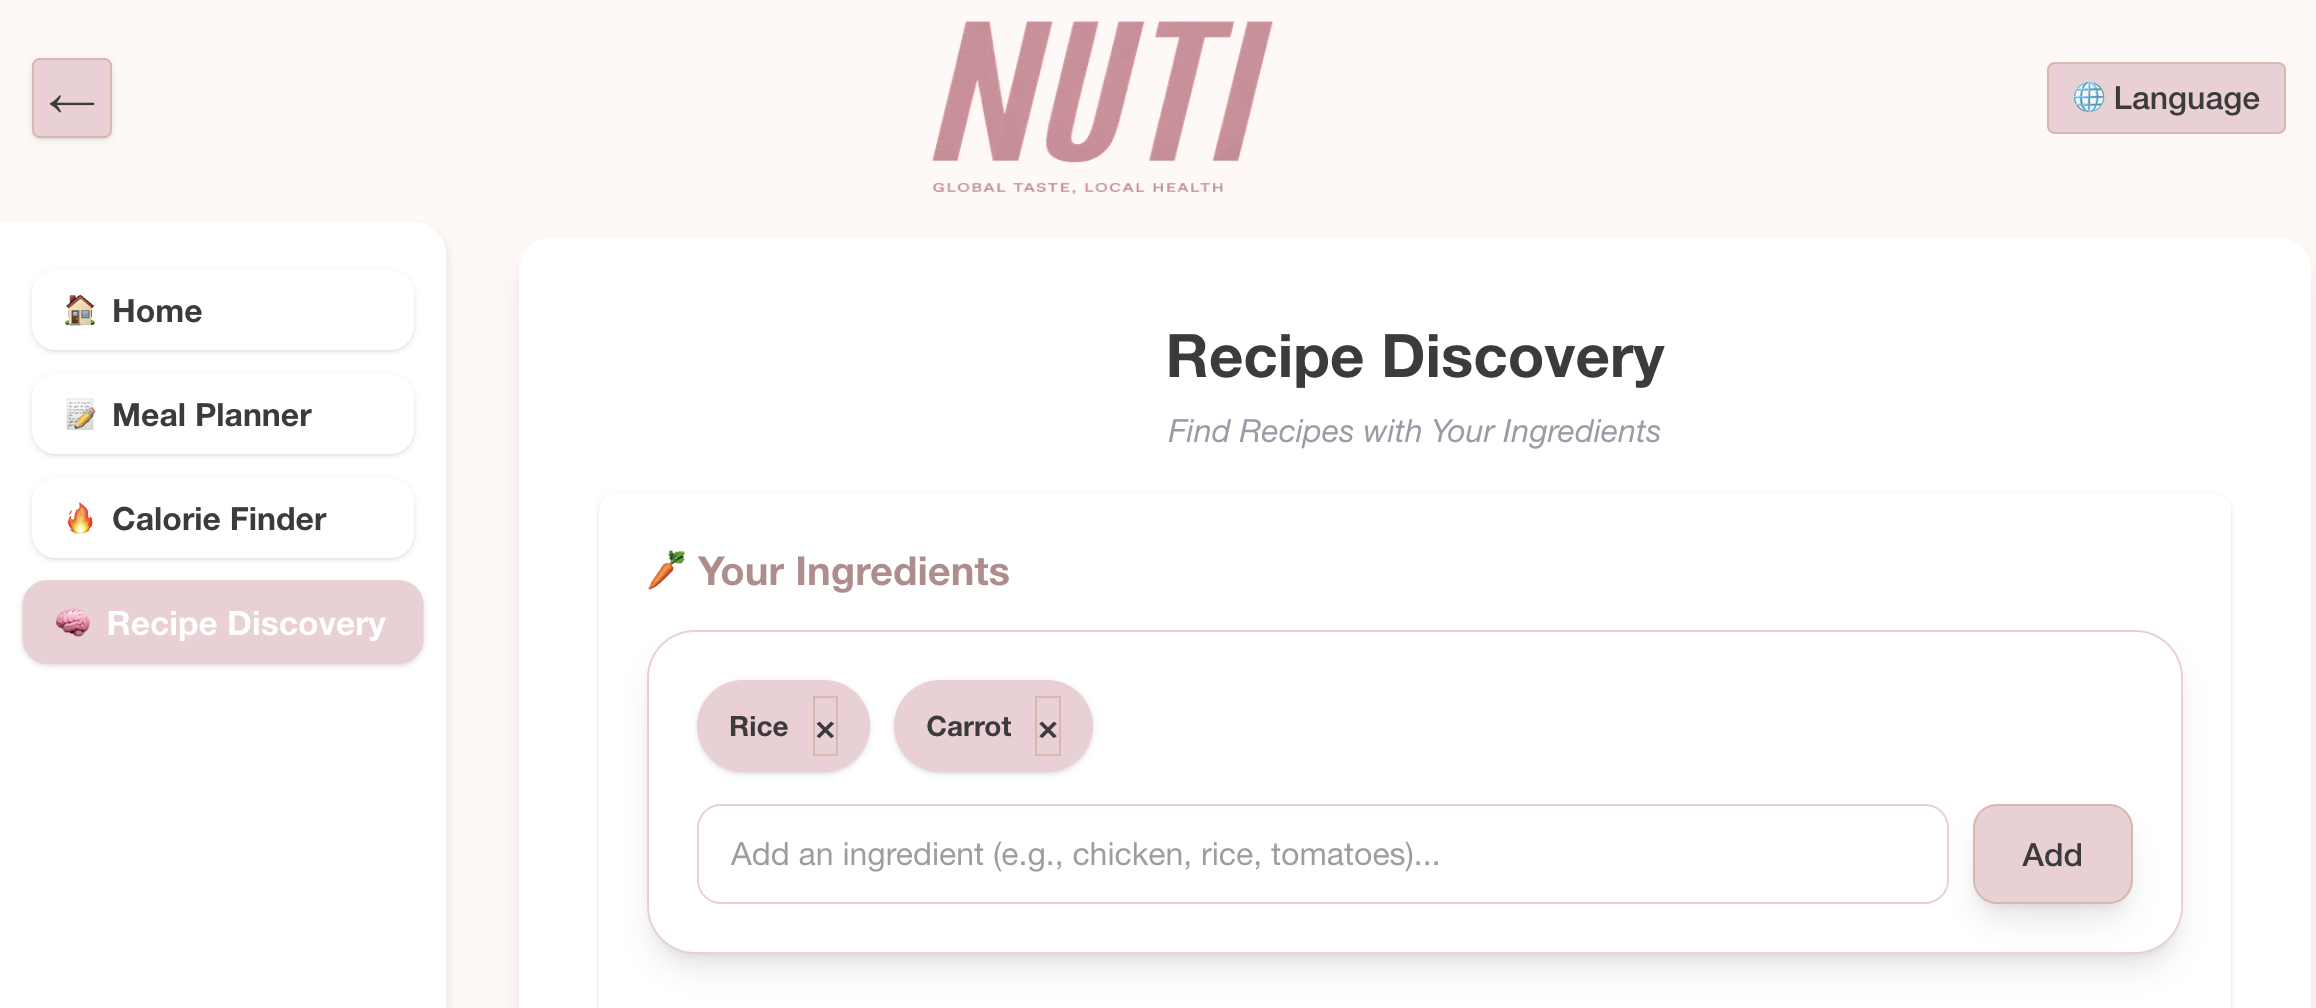 ←
NUTI
GLOBAL TASTE, LOCAL HEALTH
🌐 Language
🏠 Home
📝 Meal Planner
🔥 Calorie Finder
🧠 Recipe Discovery
Recipe Discovery
Find Recipes with Your Ingredients
🥕 Your Ingredients
Rice × Carrot ×
Add an ingredient (e.g., chicken, rice, tomatoes)...
Add